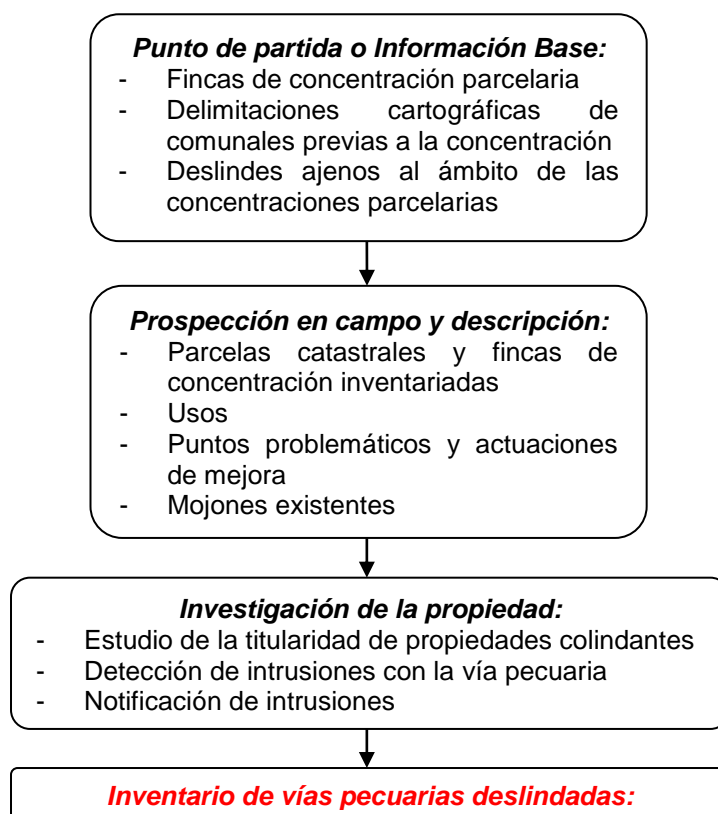 Punto de partida o Información Base:
- Fincas de concentración parcelaria
- Delimitaciones cartográficas de
comunales previas a la concentración
- Deslindes ajenos al ámbito de las
concentraciones parcelarias
Prospección en campo y descripción:
- Parcelas catastrales y fincas de
concentración inventariadas
- Usos
- Puntos problemáticos y actuaciones
de mejora
- Mojones existentes
Investigación de la propiedad:
- Estudio de la titularidad de propiedades colindantes
- Detección de intrusiones con la vía pecuaria
- Notificación de intrusiones
Inventario de vías pecuarias deslindadas: